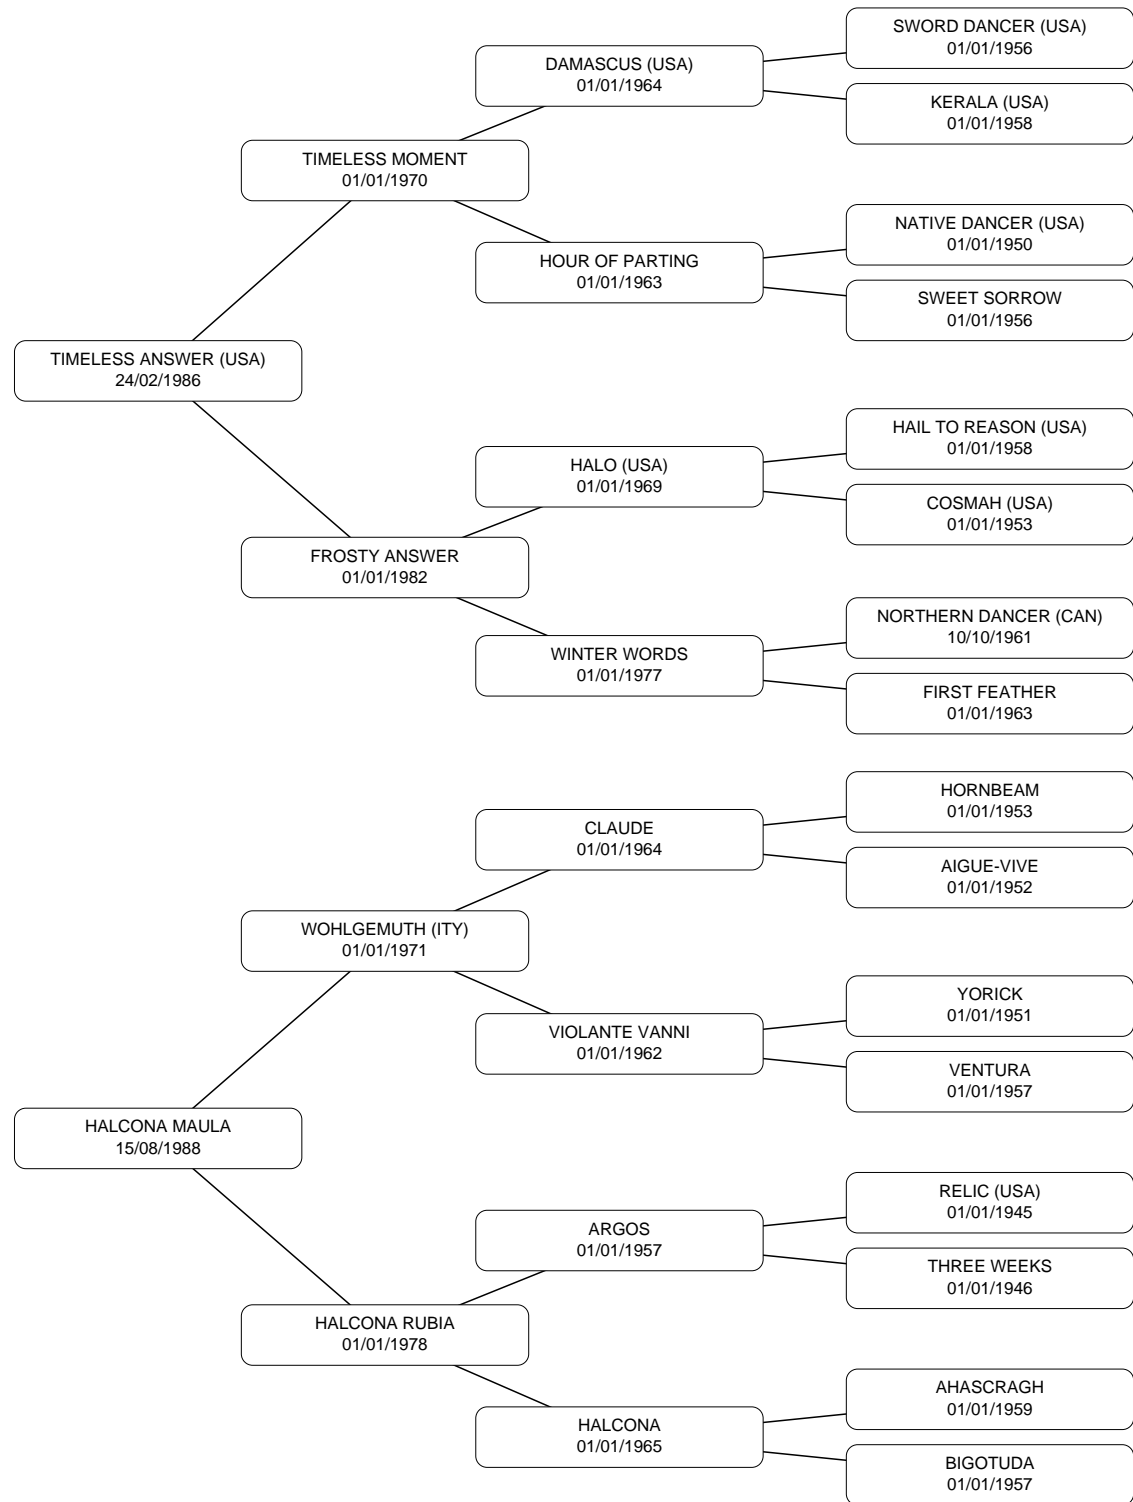 SWORD DANCER (USA)
01/01/1956
DAMASCUS (USA)
01/01/1964
KERALA (USA)
01/01/1958
TIMELESS MOMENT
01/01/1970
NATIVE DANCER (USA)
01/01/1950
HOUR OF PARTING
01/01/1963
SWEET SORROW
01/01/1956
TIMELESS ANSWER (USA)
24/02/1986
HAIL TO REASON (USA)
01/01/1958
HALO (USA)
01/01/1969
COSMAH (USA)
01/01/1953
FROSTY ANSWER
01/01/1982
NORTHERN DANCER (CAN)
10/10/1961
WINTER WORDS
01/01/1977
FIRST FEATHER
01/01/1963
HORNBEAM
01/01/1953
CLAUDE
01/01/1964
AIGUE-VIVE
01/01/1952
WOHLGEMUTH (ITY)
01/01/1971
YORICK
01/01/1951
VIOLANTE VANNI
01/01/1962
VENTURA
01/01/1957
HALCONA MAULA
15/08/1988
RELIC (USA)
01/01/1945
ARGOS
01/01/1957
THREE WEEKS
01/01/1946
HALCONA RUBIA
01/01/1978
AHASCRAGH
01/01/1959
HALCONA
01/01/1965
BIGOTUDA
01/01/1957